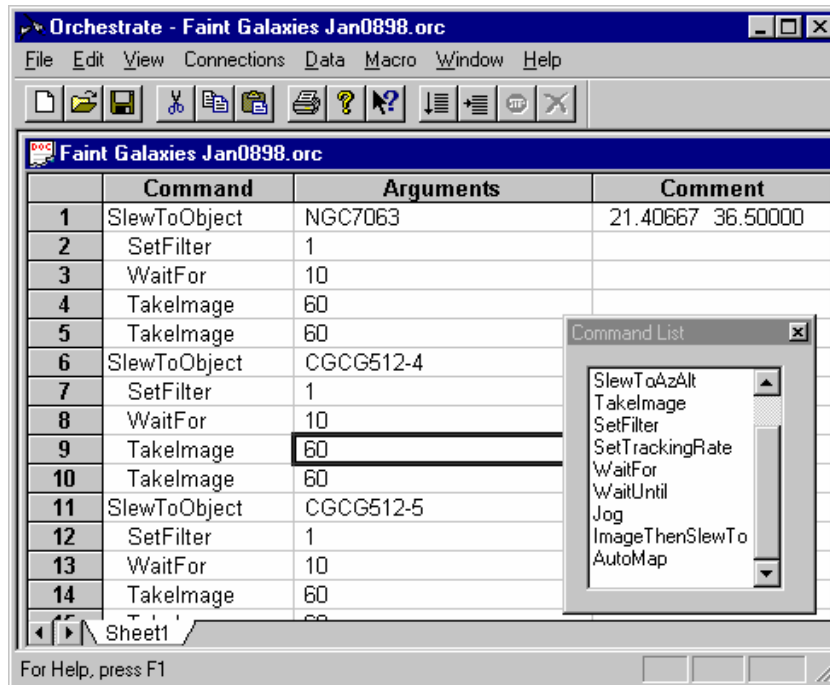 Orchestrate - Faint Galaxies Jan0898.orc
File Edit View Connections Data Macro Window Help
Faint Galaxies Jan0898.orc
Command Arguments Comment
1 SlewToObject NGC7063 21.40667 36.50000
2 SetFilter 1
3 WaitFor 10
4 TakeImage 60
5 TakeImage 60
6 SlewToObject CGCG512-4
7 SetFilter 1
8 WaitFor 10
9 TakeImage 60
10 TakeImage 60
11 SlewToObject CGCG512-5
12 SetFilter 1
13 WaitFor 10
14 TakeImage 60
Command List
SlewToAzAlt
TakeImage
SetFilter
SetTrackingRate
WaitFor
WaitUntil
Jog
ImageThenSlewTo
AutoMap
Sheet1
For Help, press F1